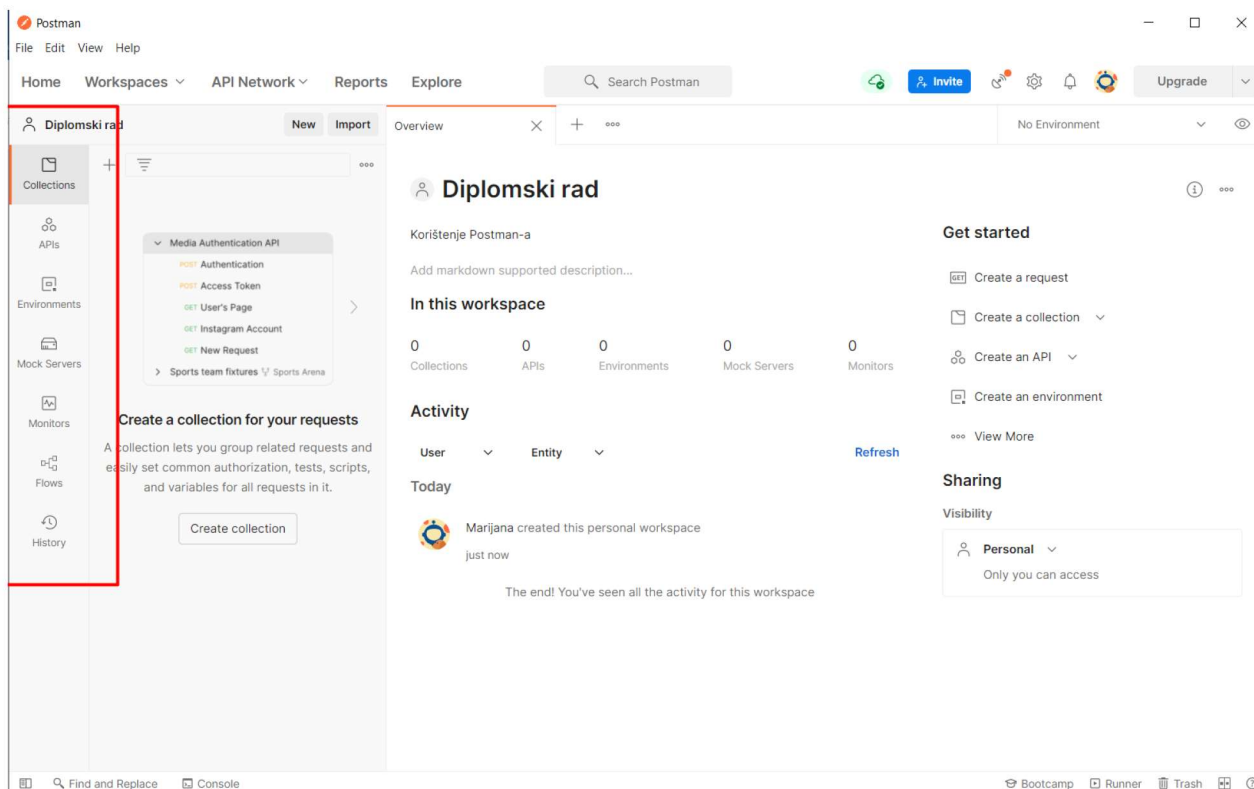 Postman
File Edit View Help
Home Workspaces API Network Reports Explore Search Postman Invite Upgrade
Diplomski rad New Import
Overview
No Environment
Collections
APIs
Environments
Mock Servers
Monitors
Flows
History
Media Authentication API
POST Authentication
POST Access Token
GET User's Page
GET Instagram Account
GET New Request
Sports team fixtures Sports Arena
Create a collection for your requests
A collection lets you group related requests and
easily set common authorization, tests, scripts,
and variables for all requests in it.
Create collection
Diplomski rad
Korištenje Postman-a
Add markdown supported description...
In this workspace
0 0 0 0 0
Collections APIs Environments Mock Servers Monitors
Activity
User Entity Refresh
Today
Marijana created this personal workspace
just now
The end! You've seen all the activity for this workspace
Get started
GET Create a request
Create a collection
Create an API
Create an environment
View More
Sharing
Visibility
Personal
Only you can access
Find and Replace Console Bootcamp Runner Trash